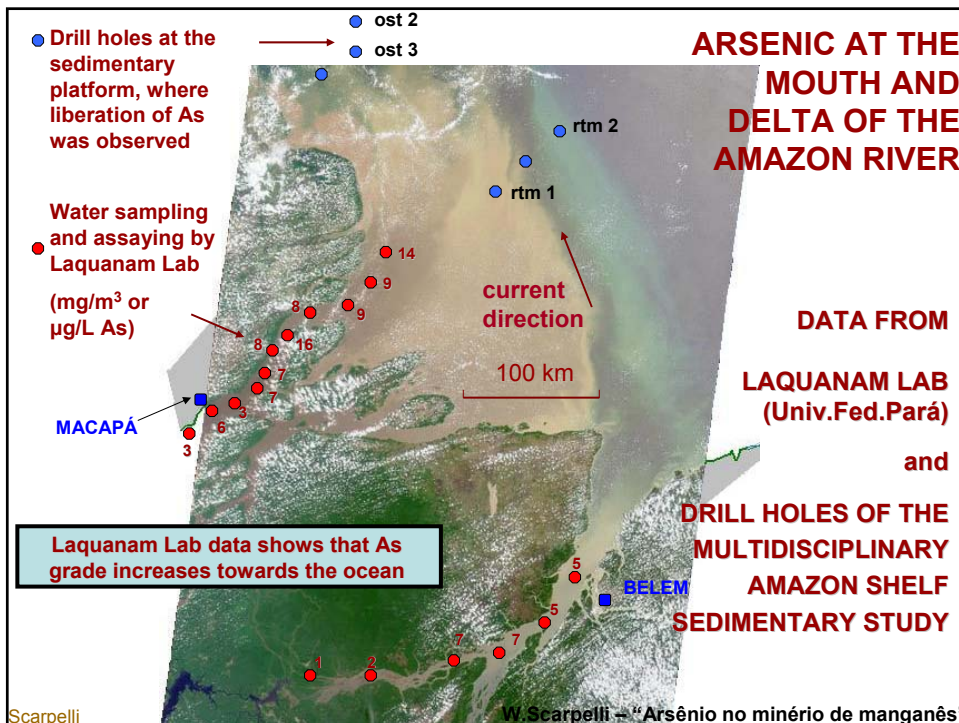 Drill holes at the
sedimentary
platform, where
liberation of As
was observed
ost 2
ost 3
ARSENIC AT THE
MOUTH AND
DELTA OF THE
AMAZON RIVER
rtm 2
rtm 1
Water sampling
and assaying by
Laquanam Lab
(mg/m³ or
µg/L As)
14
9
9
8
16
8
7
7
3
6
3
current
direction
100 km
MACAPÁ
DATA FROM
LAQUANAM LAB
(Univ.Fed.Pará)
and
DRILL HOLES OF THE
MULTIDISCIPLINARY
AMAZON SHELF
SEDIMENTARY STUDY
Laquanam Lab data shows that As
grade increases towards the ocean
5
BELEM
5
7
7
2
1
Scarpelli
W.Scarpelli – “Arsênio no minério de manganês”